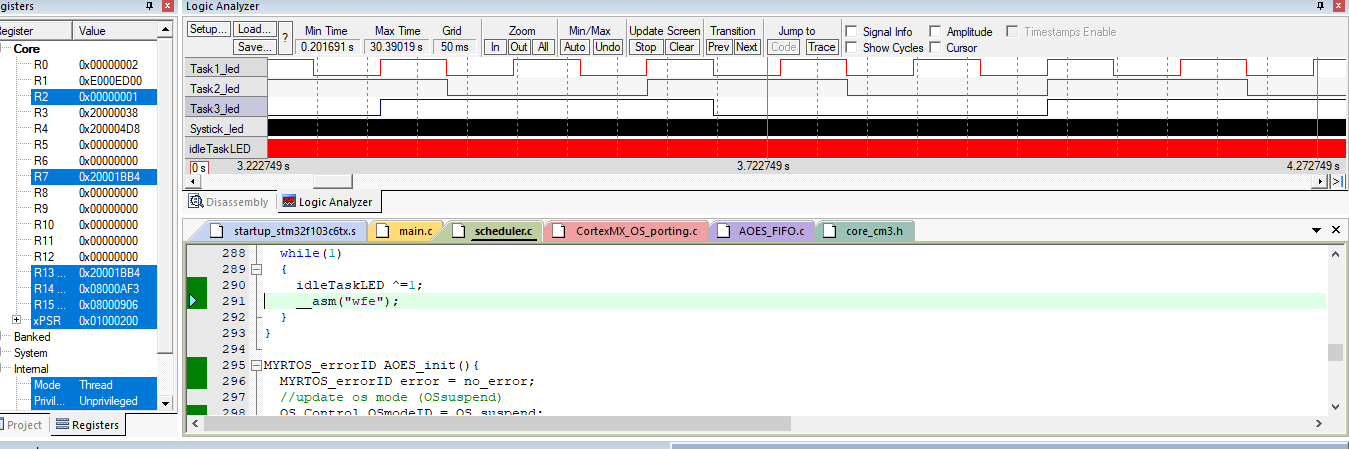 egisters
Register Value
Core
R0 0x00000002
R1 0xE000ED00
R2 0x00000001
R3 0x20000038
R4 0x200004D8
R5 0x00000000
R6 0x00000000
R7 0x20001BB4
R8 0x00000000
R9 0x00000000
R10 0x00000000
R11 0x00000000
R12 0x00000000
R13 ... 0x20001BB4
R14 ... 0x08000AF3
R15 ... 0x08000906
xPSR 0x01000200
Banked
System
Internal
Mode Thread
Privil... Unprivileged
Project Registers
Logic Analyzer
Setup... Load... Save... ?
Min Time Max Time Grid Zoom Min/Max Update Screen Transition Jump to
0.201691 s 30.39019 s 50 ms In Out All Auto Undo Stop Clear Prev Next Code Trace
Signal Info Amplitude Timestamps Enable
Show Cycles Cursor
Task1_led
Task2_led
Task3_led
Systick_led
idleTaskLED
0 s 3.222749 s 3.722749 s 4.272749 s
>|
Disassembly Logic Analyzer
startup_stm32f103c6tx.s main.c scheduler.c CortexMX_OS_porting.c AOES_FIFO.c core_cm3.h
288 while(1)
289 {
290 idleTaskLED ^=1;
291 __asm("wfe");
292 }
293 }
294
295 MYRTOS_errorID AOES_init(){
296 MYRTOS_errorID error = no_error;
297 //update os mode (OSsuspend)
298 OS_Control.OSmodeID = OS_suspend;